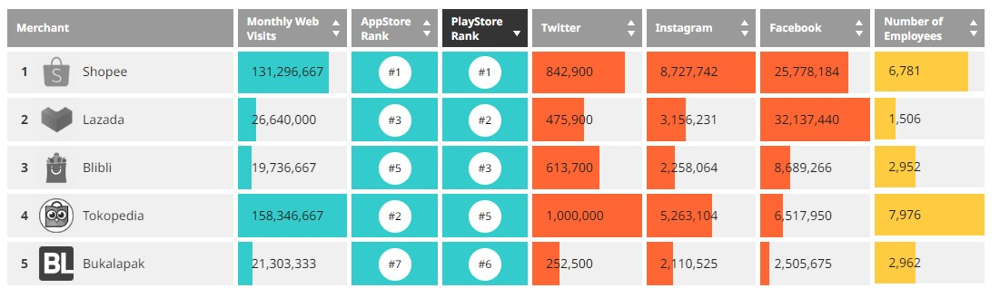 Merchant Monthly Web Visits AppStore Rank PlayStore Rank Twitter Instagram Facebook Number of Employees
1 S Shopee 131,296,667 #1 #1 842,900 8,727,742 25,778,184 6,781
2 Lazada 26,640,000 #3 #2 475,900 3,156,231 32,137,440 1,506
3 Blibli 19,736,667 #5 #3 613,700 2,258,064 8,689,266 2,952
4 Tokopedia 158,346,667 #2 #5 1,000,000 5,263,104 6,517,950 7,976
5 BL Bukalapak 21,303,333 #7 #6 252,500 2,110,525 2,505,675 2,962